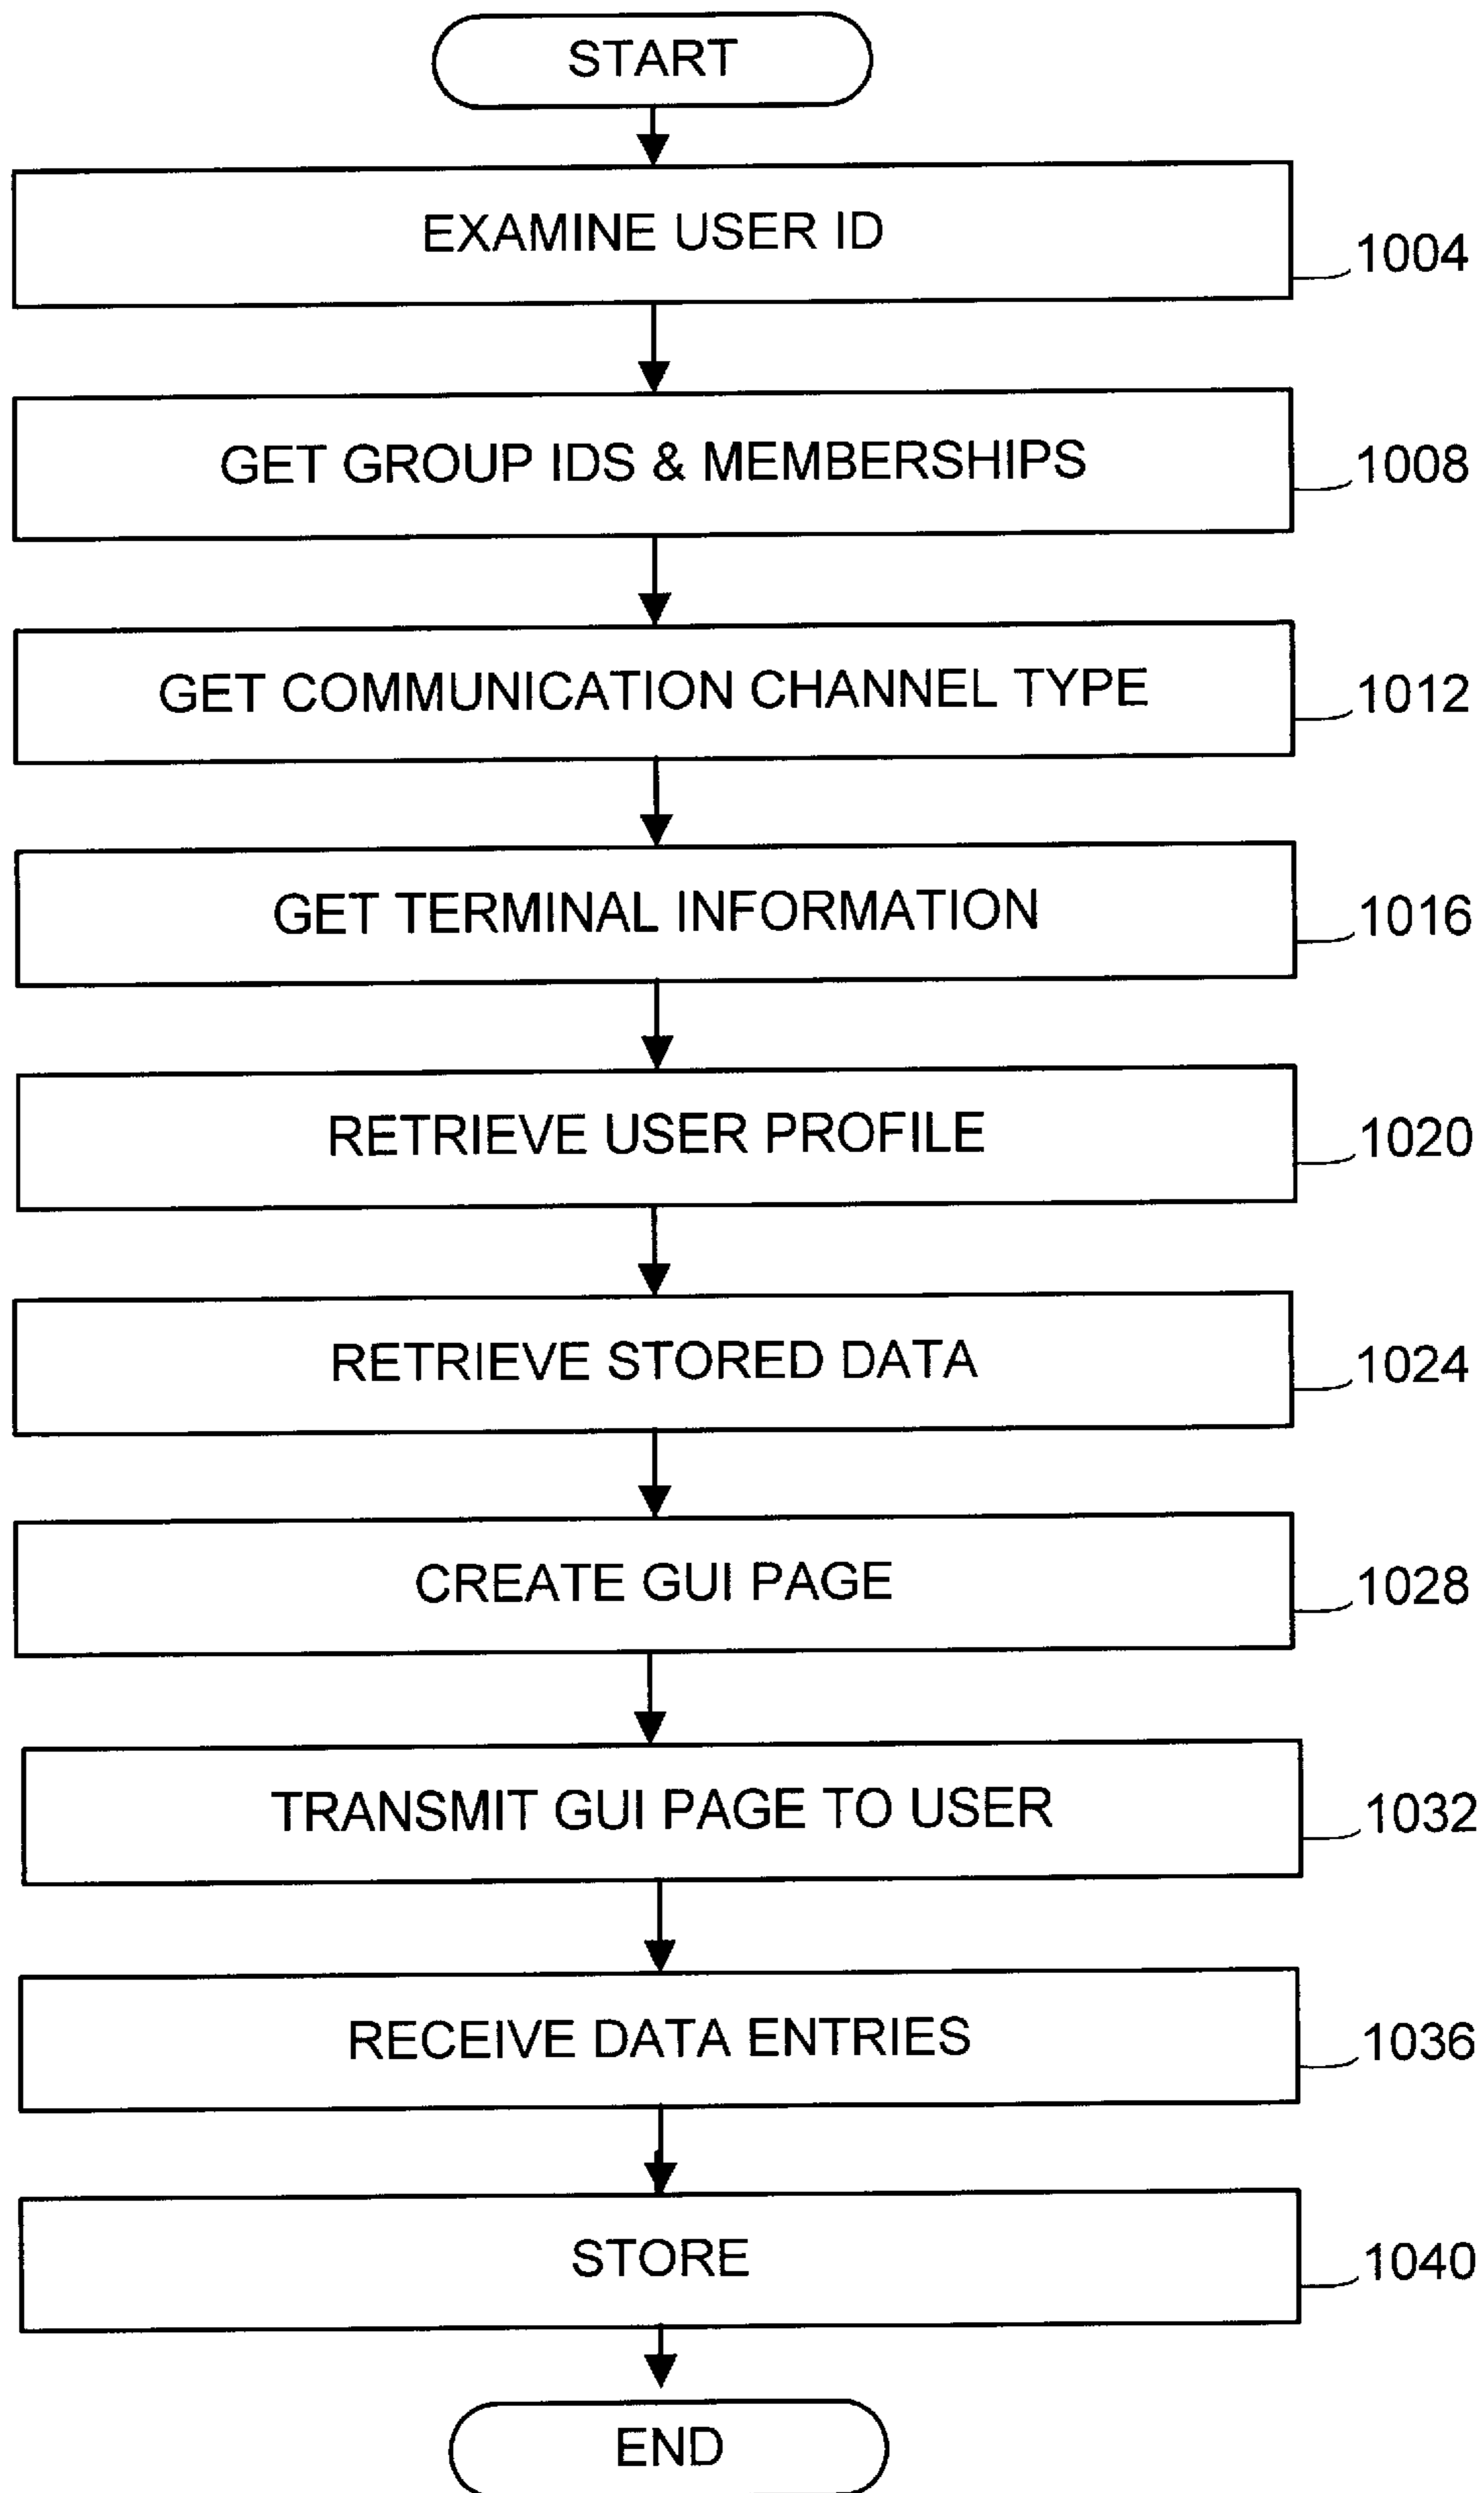 START
EXAMINE USER ID
1004
GET GROUP IDS & MEMBERSHIPS
1008
GET COMMUNICATION CHANNEL TYPE
1012
GET TERMINAL INFORMATION
1016
RETRIEVE USER PROFILE
1020
RETRIEVE STORED DATA
1024
CREATE GUI PAGE
1028
TRANSMIT GUI PAGE TO USER
1032
RECEIVE DATA ENTRIES
1036
STORE
1040
END